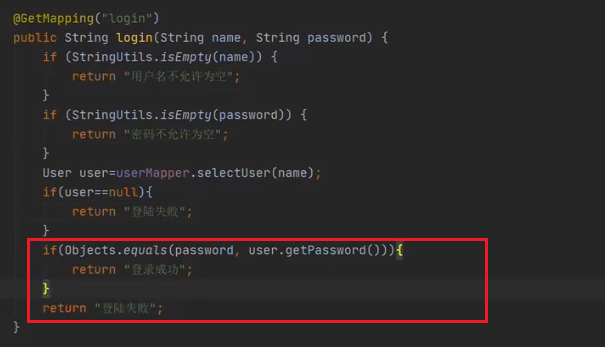 @GetMapping("login")
public String login(String name, String password) {
if (StringUtils.isEmpty(name)) {
return "用户名不允许为空";
}
if (StringUtils.isEmpty(password)) {
return "密码不允许为空";
}
User user=userMapper.selectUser(name);
if(user==null){
return "登陆失败";
}
if(Objects.equals(password, user.getPassword())){
return "登录成功";
}
return "登陆失败";
}